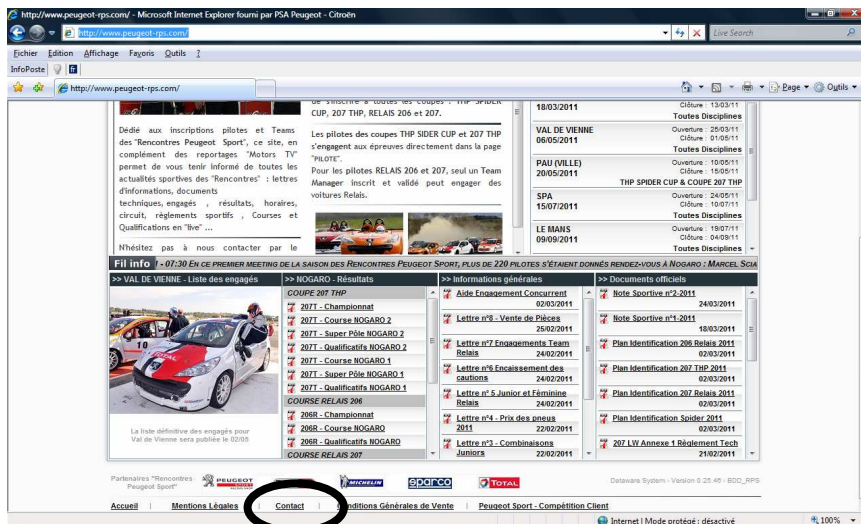 http://www.peugeot-rps.com/ - Microsoft Internet Explorer fourni par PSA Peugeot - Citroën
http://www.peugeot-rps.com/
Live Search
Fichier Edition Affichage Favoris Outils ?
InfoPoste fr
http://www.peugeot-rps.com/
Page Outils
Dédié aux inscriptions pilotes et Teams
des "Rencontres Peugeot Sport", ce site, en
complément des reportages "Motors TV"
permet de vous tenir informé de toutes les
actualités sportives des "Rencontres" : lettres
d'informations, documents
techniques, engagés , résultats, horaires,
circuit, règlements sportifs , Courses et
Qualifications en "live" ...
N'hésitez pas à nous contacter par le
de s'inscrire à toutes les coupes : THP SPIDER
CUP, 207 THP, RELAIS 206 et 207.
Les pilotes des coupes THP SIDER CUP et 207 THP
s'engagent aux épreuves directement dans la page
"PILOTE".
Pour les pilotes RELAIS 206 et 207, seul un Team
Manager inscrit et validé peut engager des
voitures Relais.
18/03/2011 Clôture : 13/03/11
Toutes Disciplines
VAL DE VIENNE Ouverture : 25/03/11
06/05/2011 Clôture : 01/05/11
Toutes Disciplines
PAU (VILLE) Ouverture : 10/05/11
20/05/2011 Clôture : 15/05/11
THP SPIDER CUP & COUPE 207 THP
SPA Ouverture : 24/05/11
15/07/2011 Clôture : 10/07/11
Toutes Disciplines
LE MANS Ouverture : 19/07/11
09/09/2011 Clôture : 04/09/11
Toutes Disciplines
Fil info - 07:30 EN CE PREMIER MEETING DE LA SAISON DES RENCONTRES PEUGEOT SPORT, PLUS DE 220 PILOTES S'ÉTAIENT DONNÉS RENDEZ-VOUS À NOGARO : MARCEL SCIA
>> VAL DE VIENNE - Liste des engagés
La liste définitive des engagés pour
Val de Vienne sera publiée le 02/05
>> NOGARO - Résultats
COUPE 207 THP
207T - Championnat
207T - Course NOGARO 2
207T - Super Pôle NOGARO 2
207T - Qualificatifs NOGARO 2
207T - Course NOGARO 1
207T - Super Pôle NOGARO 1
207T - Qualificatifs NOGARO 1
COURSE RELAIS 206
206R - Championnat
206R - Course NOGARO
206R - Qualificatifs NOGARO
COURSE RELAIS 207
>> Informations générales
Aide Engagement Concurrent
02/03/2011
Lettre n°8 - Vente de Pièces
25/02/2011
Lettre n°7 Engagements Team
Relais 24/02/2011
Lettre n°6 Encaissement des
cautions 24/02/2011
Lettre n° 5 Junior et Féminine
Relais 24/02/2011
Lettre n°4 - Prix des pneus
2011 22/02/2011
Lettre n°3 - Combinaisons
Juniors 22/02/2011
>> Documents officiels
Note Sportive n°2-2011
24/03/2011
Note Sportive n°1-2011
18/03/2011
Plan Identification 206 Relais 2011
02/03/2011
Plan Identification 207 THP 2011
02/03/2011
Plan Identification 207 Relais 2011
02/03/2011
Plan Identification Spider 2011
02/03/2011
207 LW Annexe 1 Règlement Tech
21/02/2011
Partenaires "Rencontres
Peugeot Sport"
PEUGEOT
MICHELIN
sparco
TOTAL
Dataware System - Version 0.25.46 - BDD_RPS
Accueil | Mentions Légales | Contact | Conditions Générales de Vente | Peugeot Sport - Compétition Client
Internet | Mode protégé : désactivé 100%